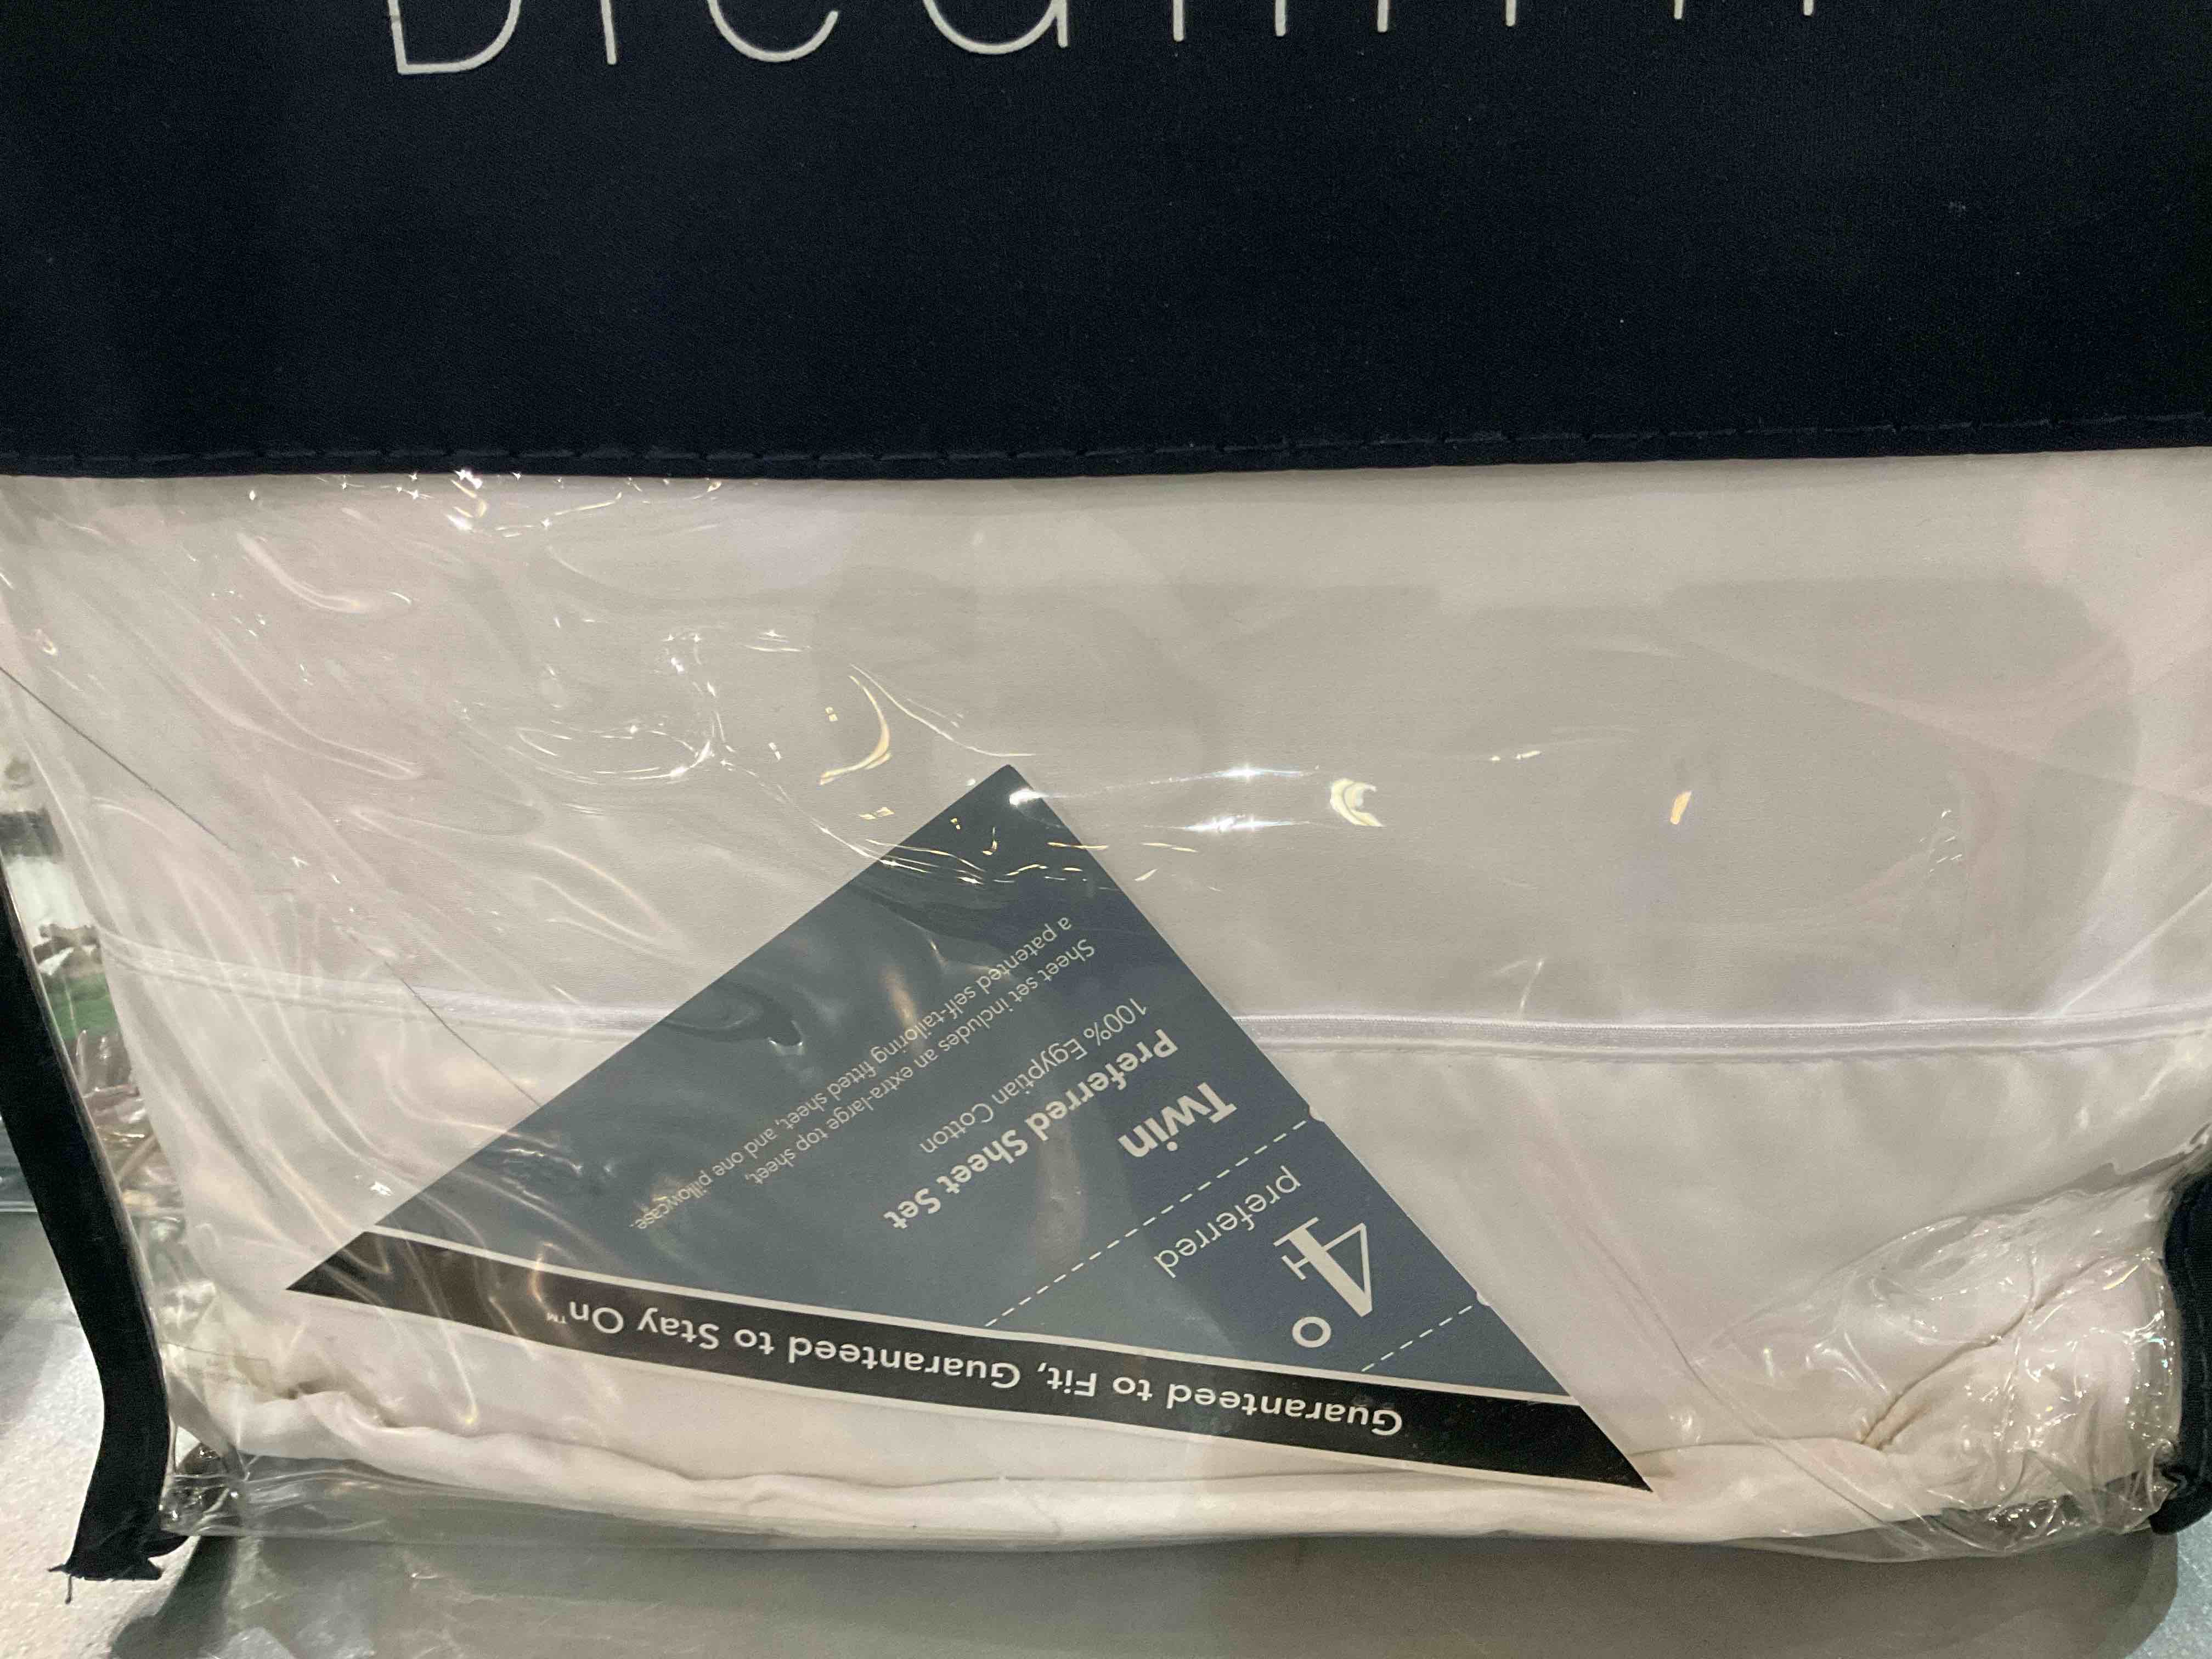 Guaranteed to Fit, Guaranteed to Stay On™
4H
preferred
Twin
Preferred Sheet Set
100% Egyptian Cotton
Sheet set includes an extra-large top sheet,
a patented self-tailoring fitted sheet, and one pillowcase.